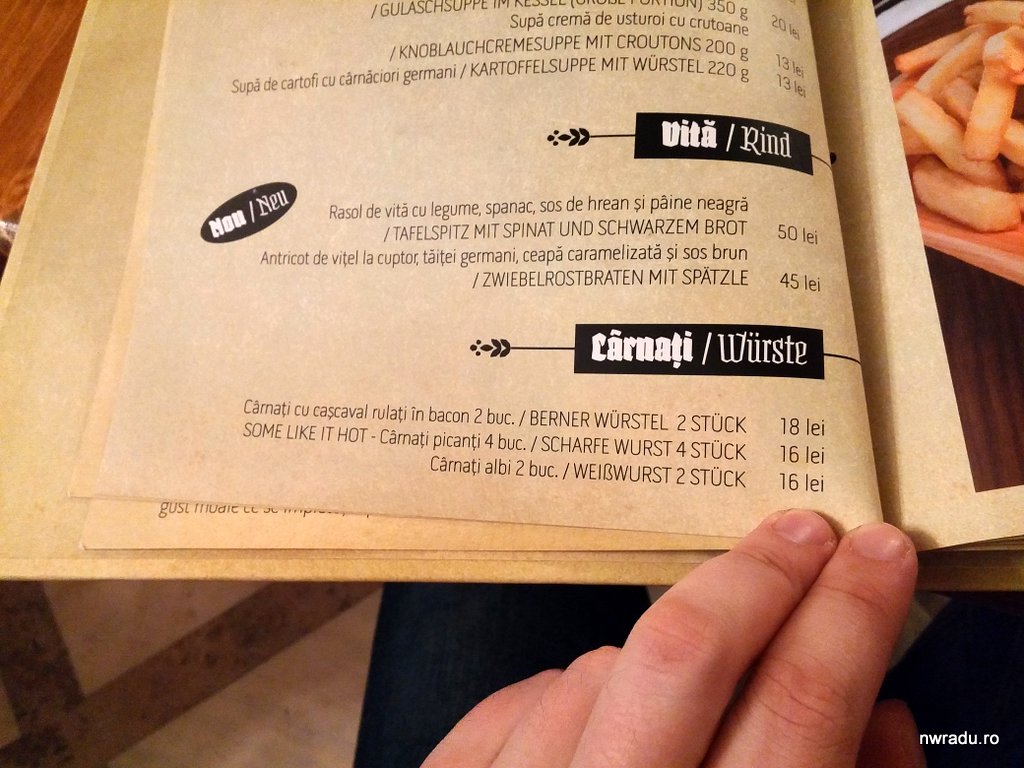 / GULASCHSUPPE IM KESSEL (GROßE PORTION) 350 g 20 lei
Supă cremă de usturoi cu crutoane
/ KNOBLAUCHCREMESUPPE MIT CROUTONS 200 g 13 lei
Supă de cartofi cu cârnăciori germani / KARTOFFELSUPPE MIT WÜRSTEL 220 g 13 lei
Vită / Rind
Nou / Neu
Rasol de vită cu legume, spanac, sos de hrean și pâine neagră
/ TAFELSPITZ MIT SPINAT UND SCHWARZEM BROT 50 lei
Antricot de vițel la cuptor, tăiței germani, ceapă caramelizată și sos brun
/ ZWIEBELROSTBRATEN MIT SPÄTZLE 45 lei
Cârnați / Würste
Cârnați cu cașcaval rulați în bacon 2 buc. / BERNER WÜRSTEL 2 STÜCK 18 lei
SOME LIKE IT HOT - Cârnați picanți 4 buc. / SCHARFE WURST 4 STÜCK 16 lei
Cârnați albi 2 buc. / WEIßWURST 2 STÜCK 16 lei
gust moale ce se
nwradu.ro